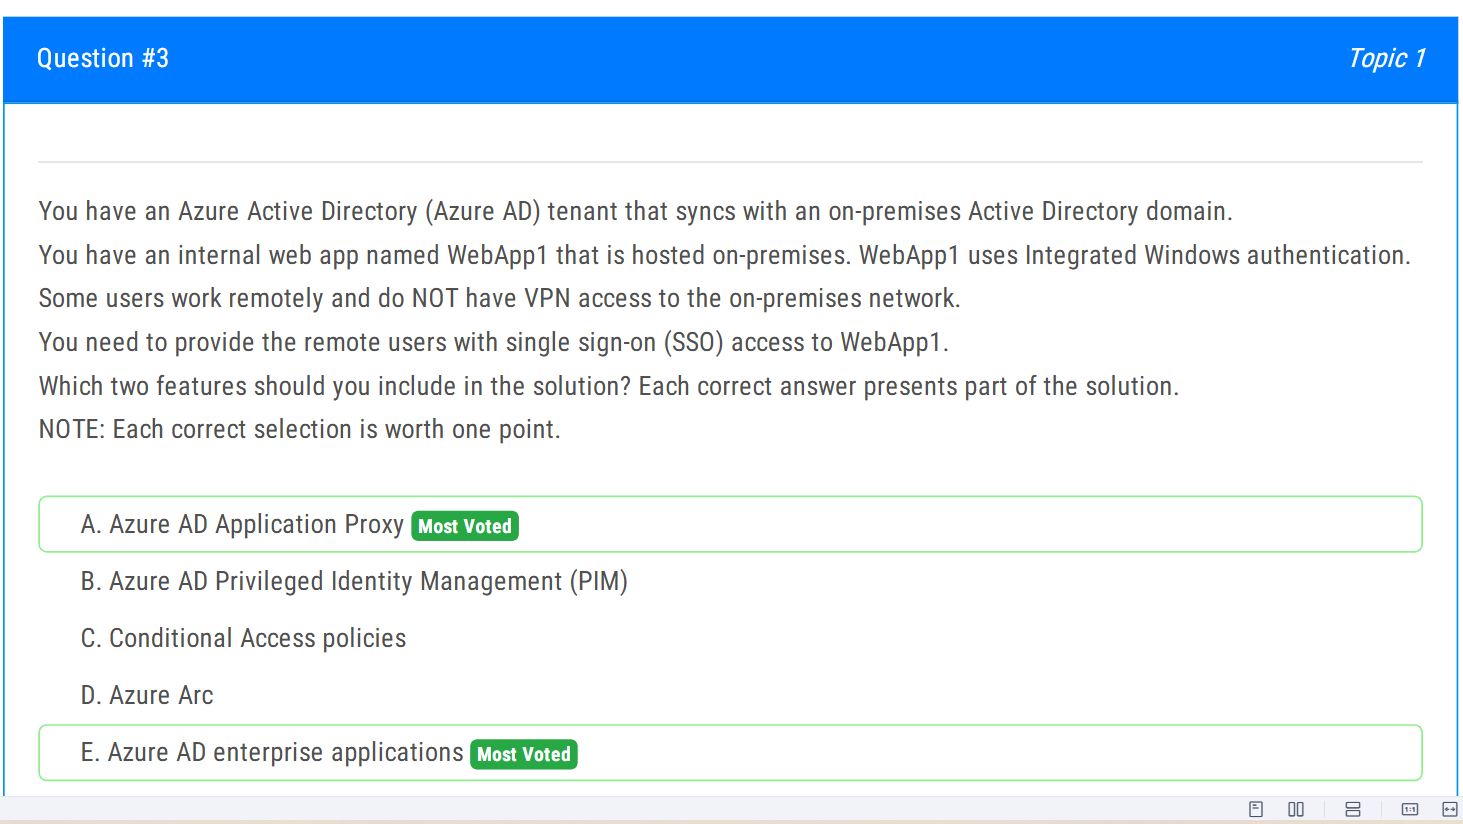 Question #3
Topic 1
You have an Azure Active Directory (Azure AD) tenant that syncs with an on-premises Active Directory domain.
You have an internal web app named WebApp1 that is hosted on-premises. WebApp1 uses Integrated Windows authentication.
Some users work remotely and do NOT have VPN access to the on-premises network.
You need to provide the remote users with single sign-on (SSO) access to WebApp1.
Which two features should you include in the solution? Each correct answer presents part of the solution.
NOTE: Each correct selection is worth one point.
A. Azure AD Application Proxy Most Voted
B. Azure AD Privileged Identity Management (PIM)
C. Conditional Access policies
D. Azure Arc
E. Azure AD enterprise applications Most Voted
1:1